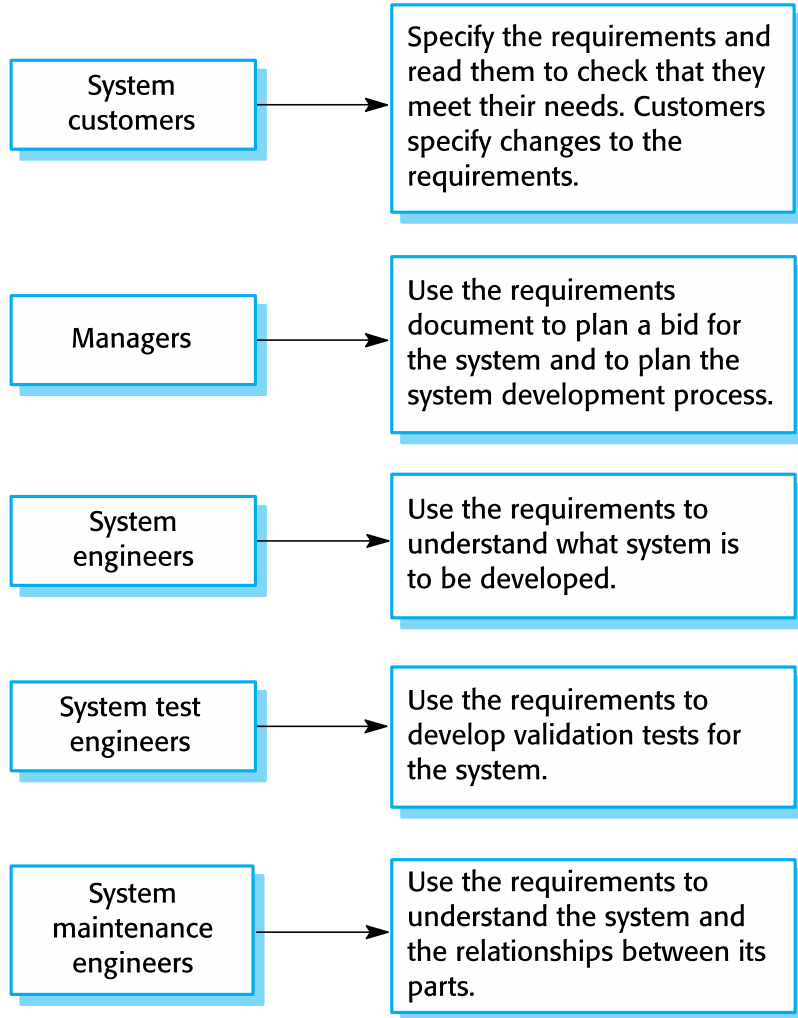 System
customers
Specify the requirements and
read them to check that they
meet their needs. Customers
specify changes to the
requirements.
Managers
Use the requirements
document to plan a bid for
the system and to plan the
system development process.
System
engineers
Use the requirements to
understand what system is
to be developed.
System test
engineers
Use the requirements to
develop validation tests for
the system.
System
maintenance
engineers
Use the requirements to
understand the system and
the relationships between its
parts.